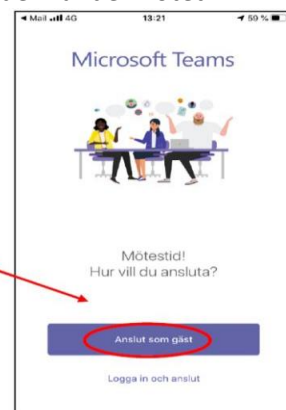 Mail 4G 13:21 59 %
Microsoft Teams
Mötestid!
Hur vill du ansluta?
Anslut som gäst
Logga in och anslut